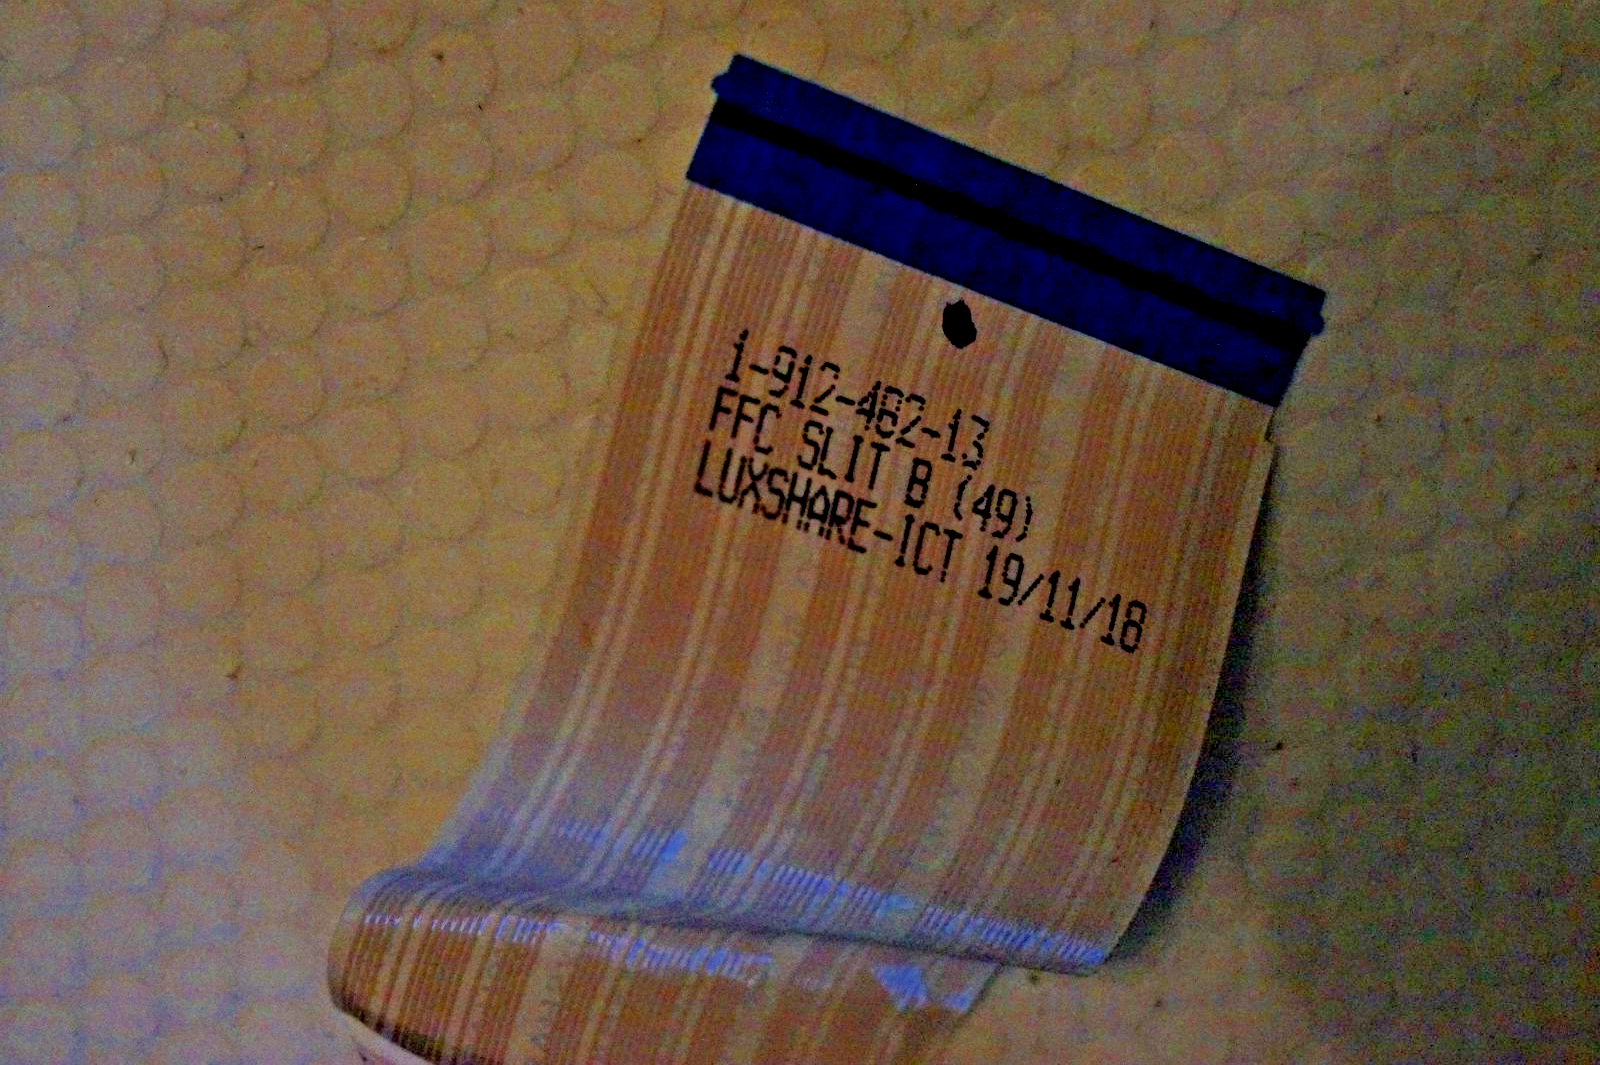 1-912-482-13
FFC SLIT B (49)
LUXSHARE-ICT 19/11/18